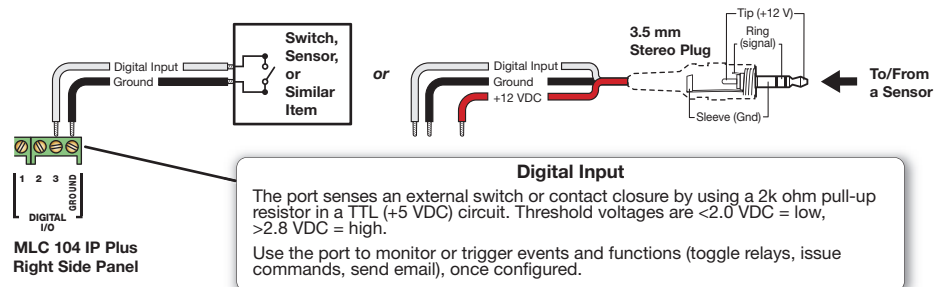 Switch,
Sensor,
or
Similar
Item
Digital Input
Ground
or
Digital Input
Ground
+12 VDC
3.5 mm
Stereo Plug
Tip (+12 V)
Ring
(signal)
Sleeve (Gnd)
To/From
a Sensor
1 2 3 GROUND
DIGITAL
I/O
MLC 104 IP Plus
Right Side Panel
Digital Input
The port senses an external switch or contact closure by using a 2k ohm pull-up
resistor in a TTL (+5 VDC) circuit. Threshold voltages are <2.0 VDC = low,
>2.8 VDC = high.
Use the port to monitor or trigger events and functions (toggle relays, issue
commands, send email), once configured.